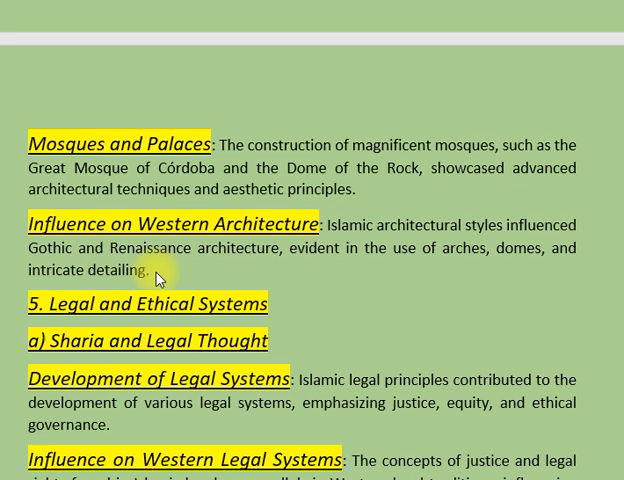 Mosques and Palaces: The construction of magnificent mosques, such as the
Great Mosque of Córdoba and the Dome of the Rock, showcased advanced
architectural techniques and aesthetic principles.
Influence on Western Architecture: Islamic architectural styles influenced
Gothic and Renaissance architecture, evident in the use of arches, domes, and
intricate detailing.
5. Legal and Ethical Systems
a) Sharia and Legal Thought
Development of Legal Systems: Islamic legal principles contributed to the
development of various legal systems, emphasizing justice, equity, and ethical
governance.
Influence on Western Legal Systems: The concepts of justice and legal